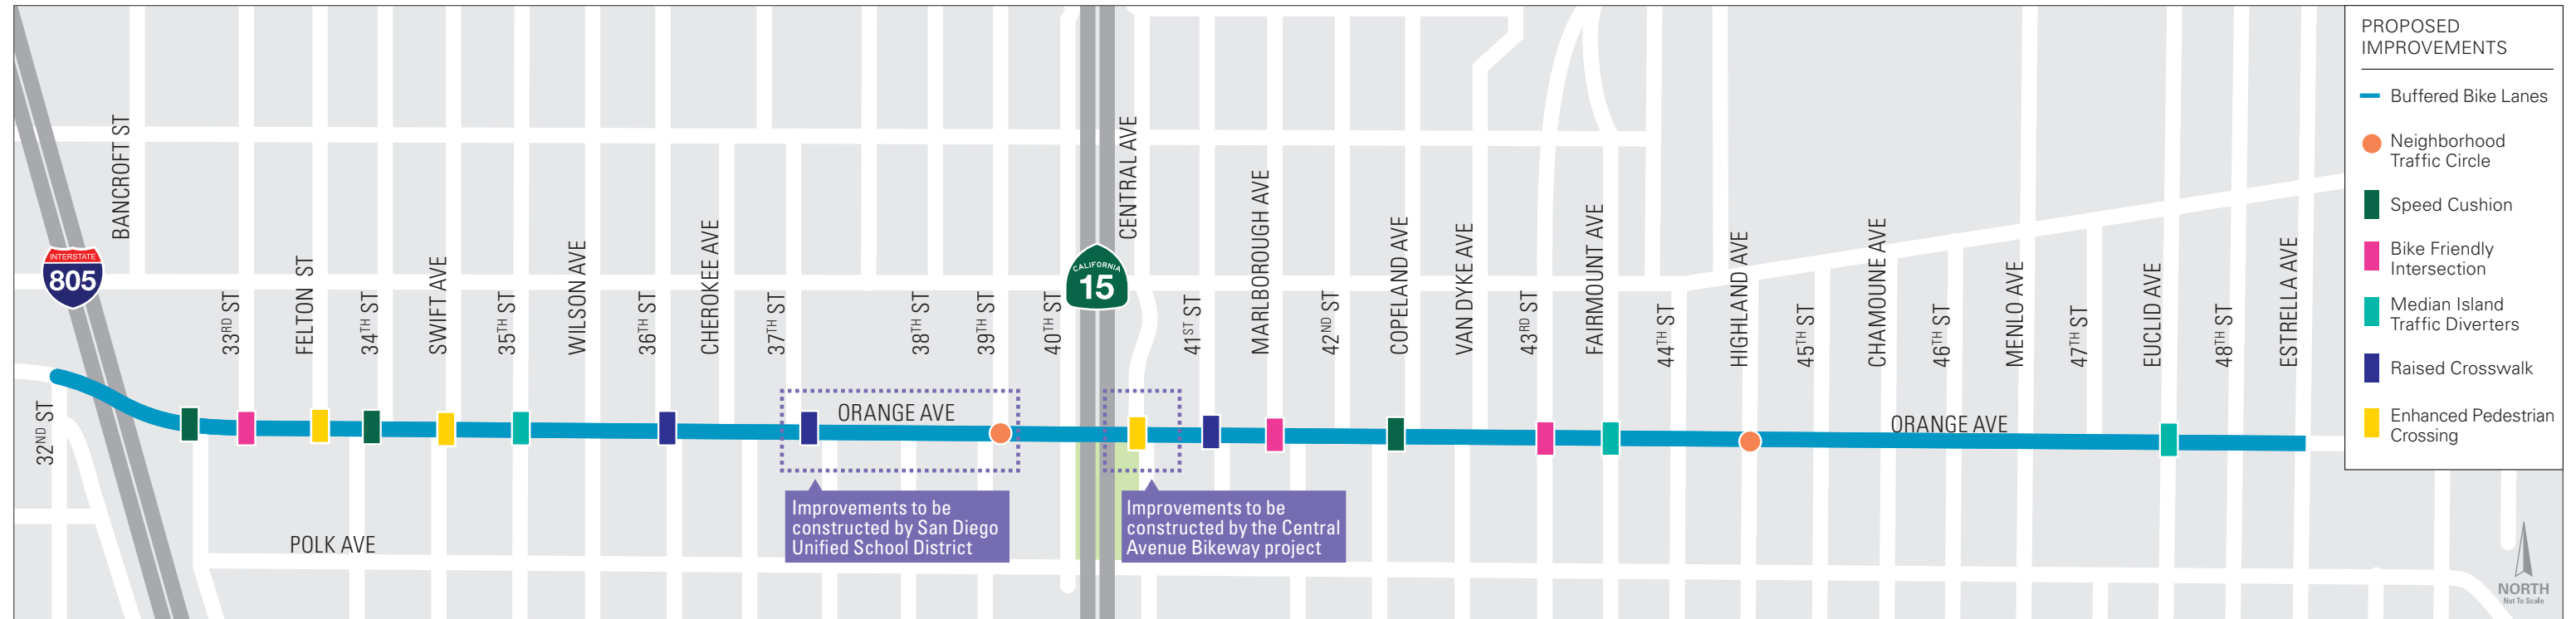 BANCROFT ST
INTERSTATE
805
32ND ST
33RD ST
FELTON ST
34TH ST
SWIFT AVE
35TH ST
WILSON AVE
36TH ST
CHEROKEE AVE
37TH ST
38TH ST
39TH ST
40TH ST
CALIFORNIA
15
CENTRAL AVE
41ST ST
MARLBOROUGH AVE
42ND ST
COPELAND AVE
VAN DYKE AVE
43RD ST
FAIRMOUNT AVE
44TH ST
HIGHLAND AVE
45TH ST
CHAMOUNE AVE
46TH ST
MENLO AVE
47TH ST
EUCLID AVE
48TH ST
ESTRELLA AVE
ORANGE AVE
ORANGE AVE
POLK AVE
Improvements to be
constructed by San Diego
Unified School District
Improvements to be
constructed by the Central
Avenue Bikeway project
PROPOSED
IMPROVEMENTS
Buffered Bike Lanes
Neighborhood
Traffic Circle
Speed Cushion
Bike Friendly
Intersection
Median Island
Traffic Diverters
Raised Crosswalk
Enhanced Pedestrian
Crossing
NORTH
Not To Scale